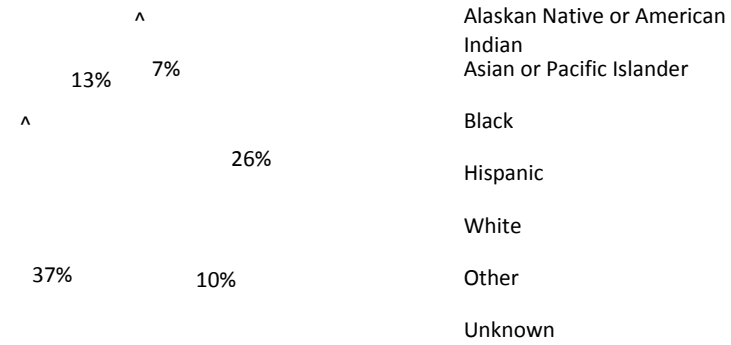 ^
7%
13%
^
26%
37%
10%
Alaskan Native or American
Indian
Asian or Pacific Islander
Black
Hispanic
White
Other
Unknown